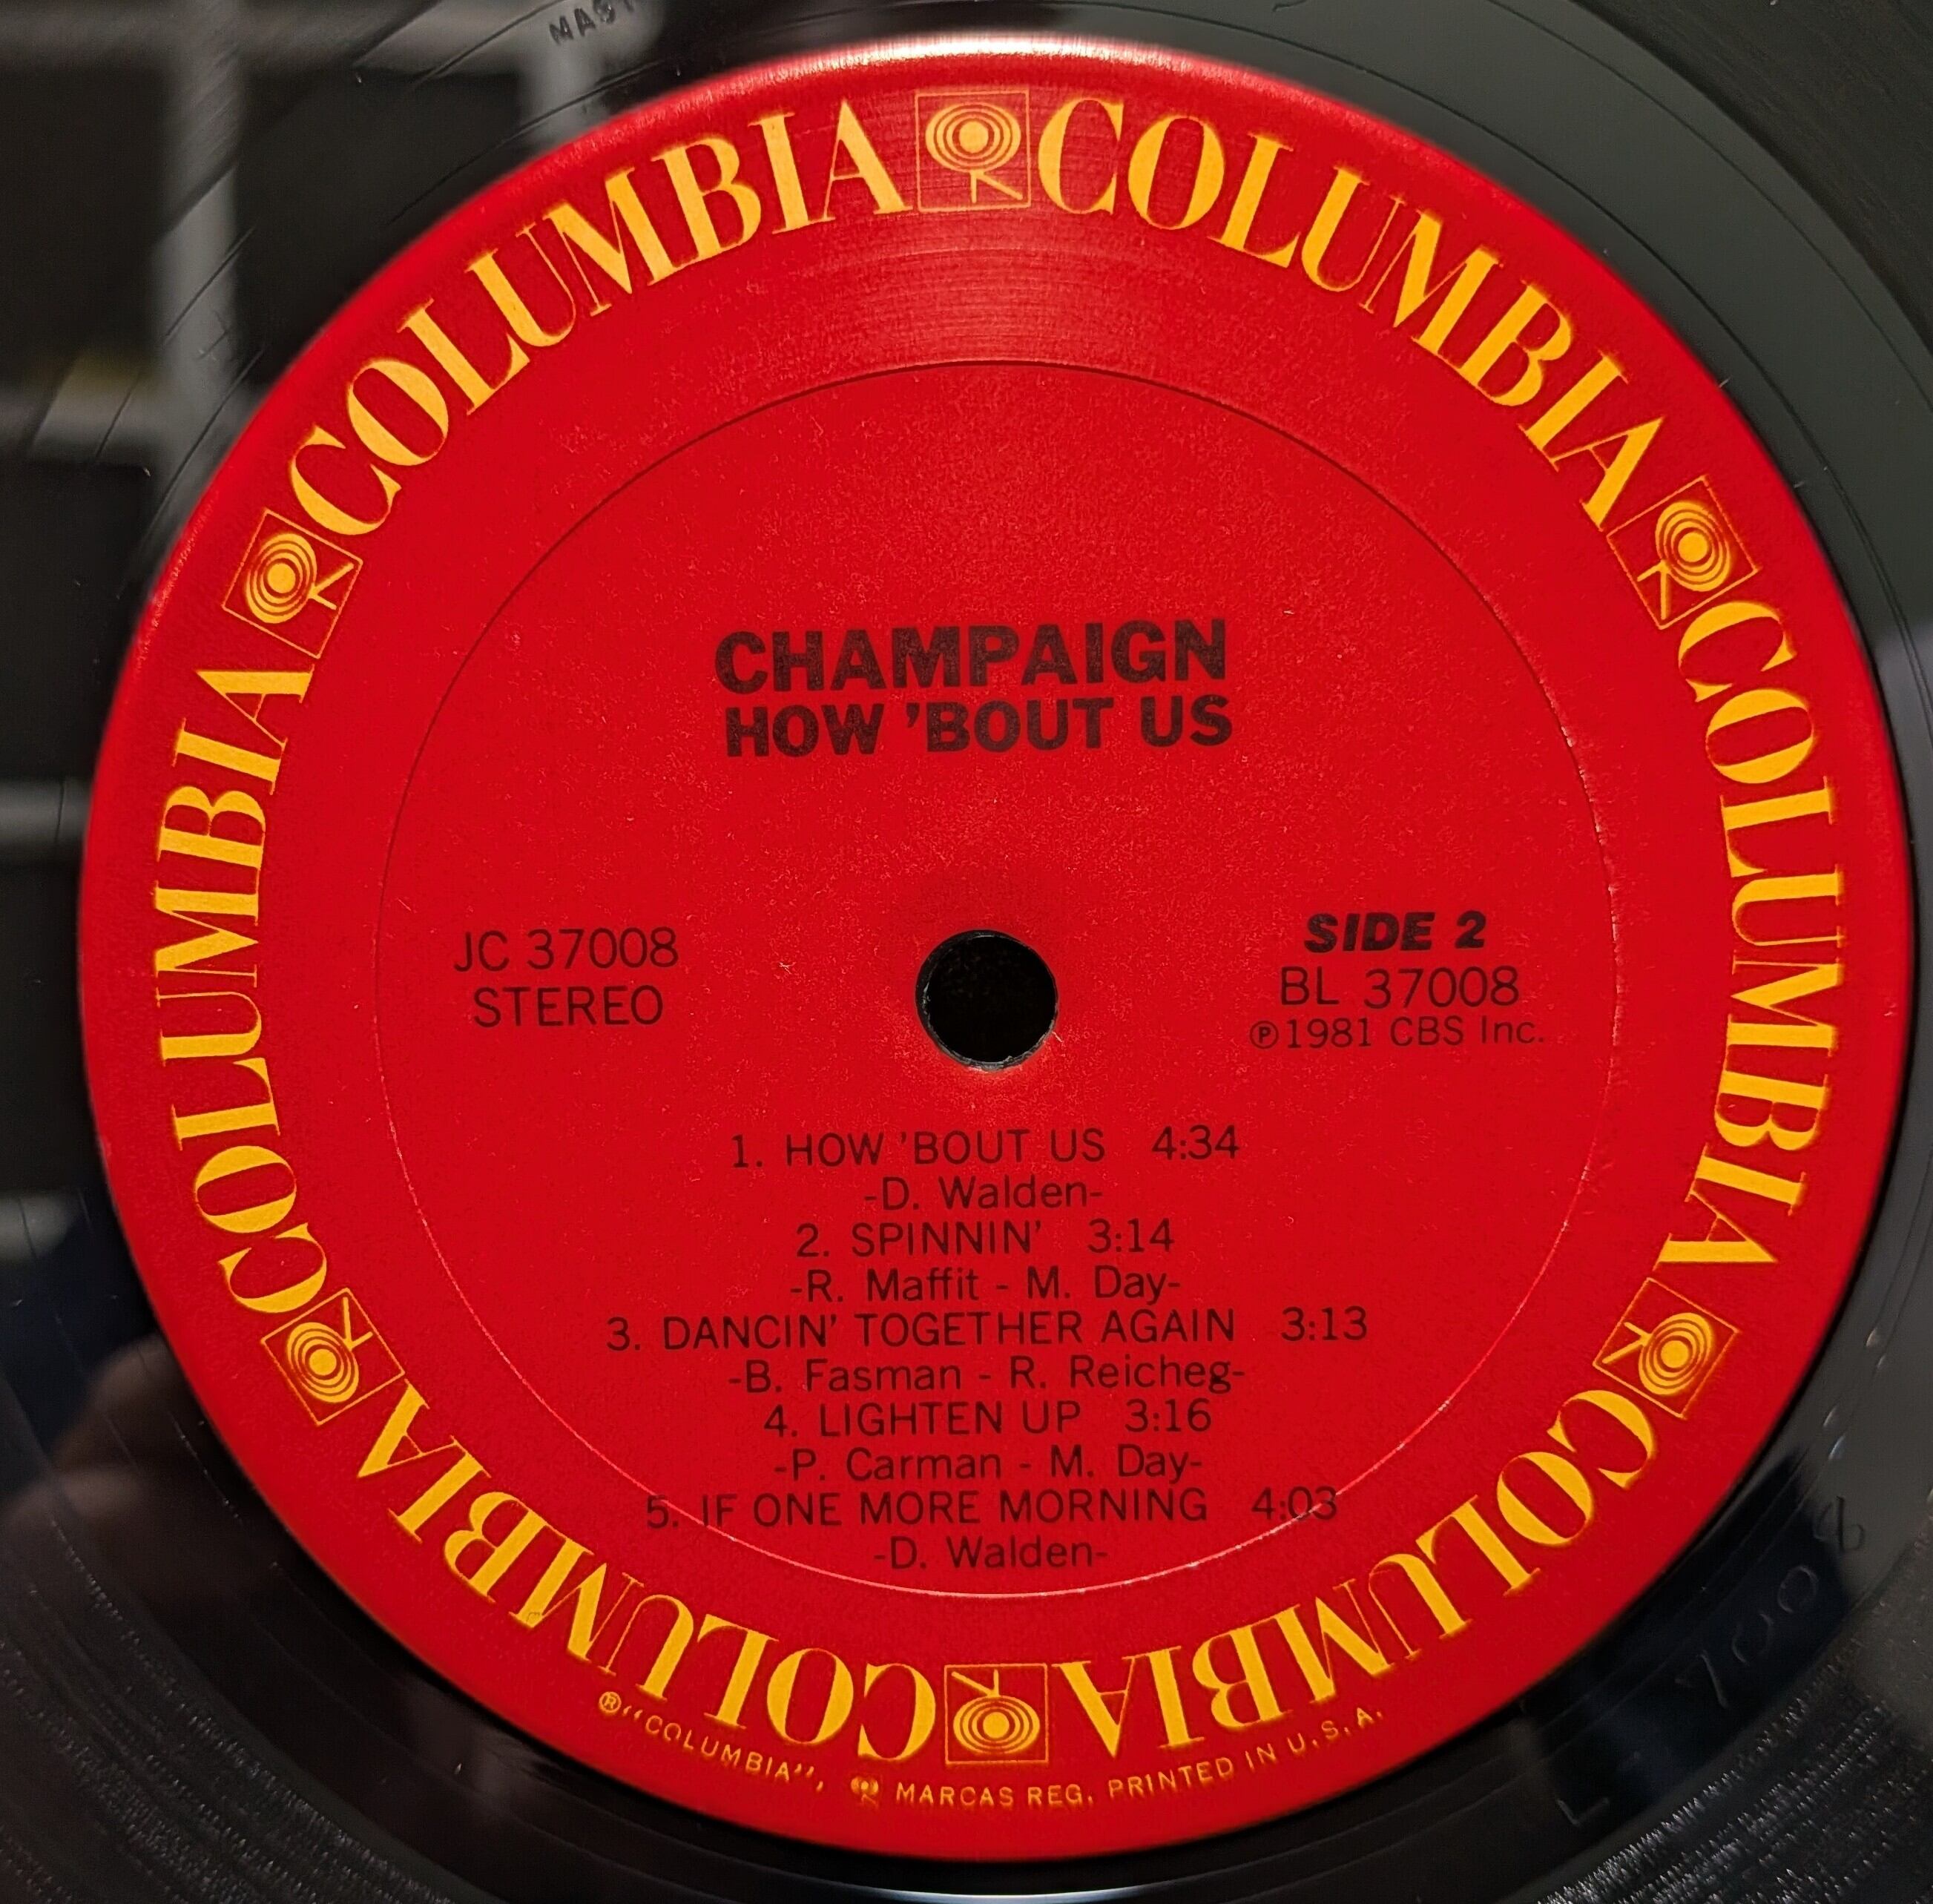 MAST
COLUMBIA COLUMBIA COLUMBIA COLUMBIA COLUMBIA COLUMBIA
CHAMPAIGN
HOW 'BOUT US
JC 37008
STEREO
SIDE 2
BL 37008
℗1981 CBS Inc.
1. HOW 'BOUT US 4:34
-D. Walden-
2. SPINNIN' 3:14
-R. Maffit - M. Day-
3. DANCIN' TOGETHER AGAIN 3:13
-B. Fasman - R. Reicheg-
4. LIGHTEN UP 3:16
-P. Carman - M. Day-
5. IF ONE MORE MORNING 4:03
-D. Walden-
®"COLUMBIA", MARCAS REG. PRINTED IN U.S.A.